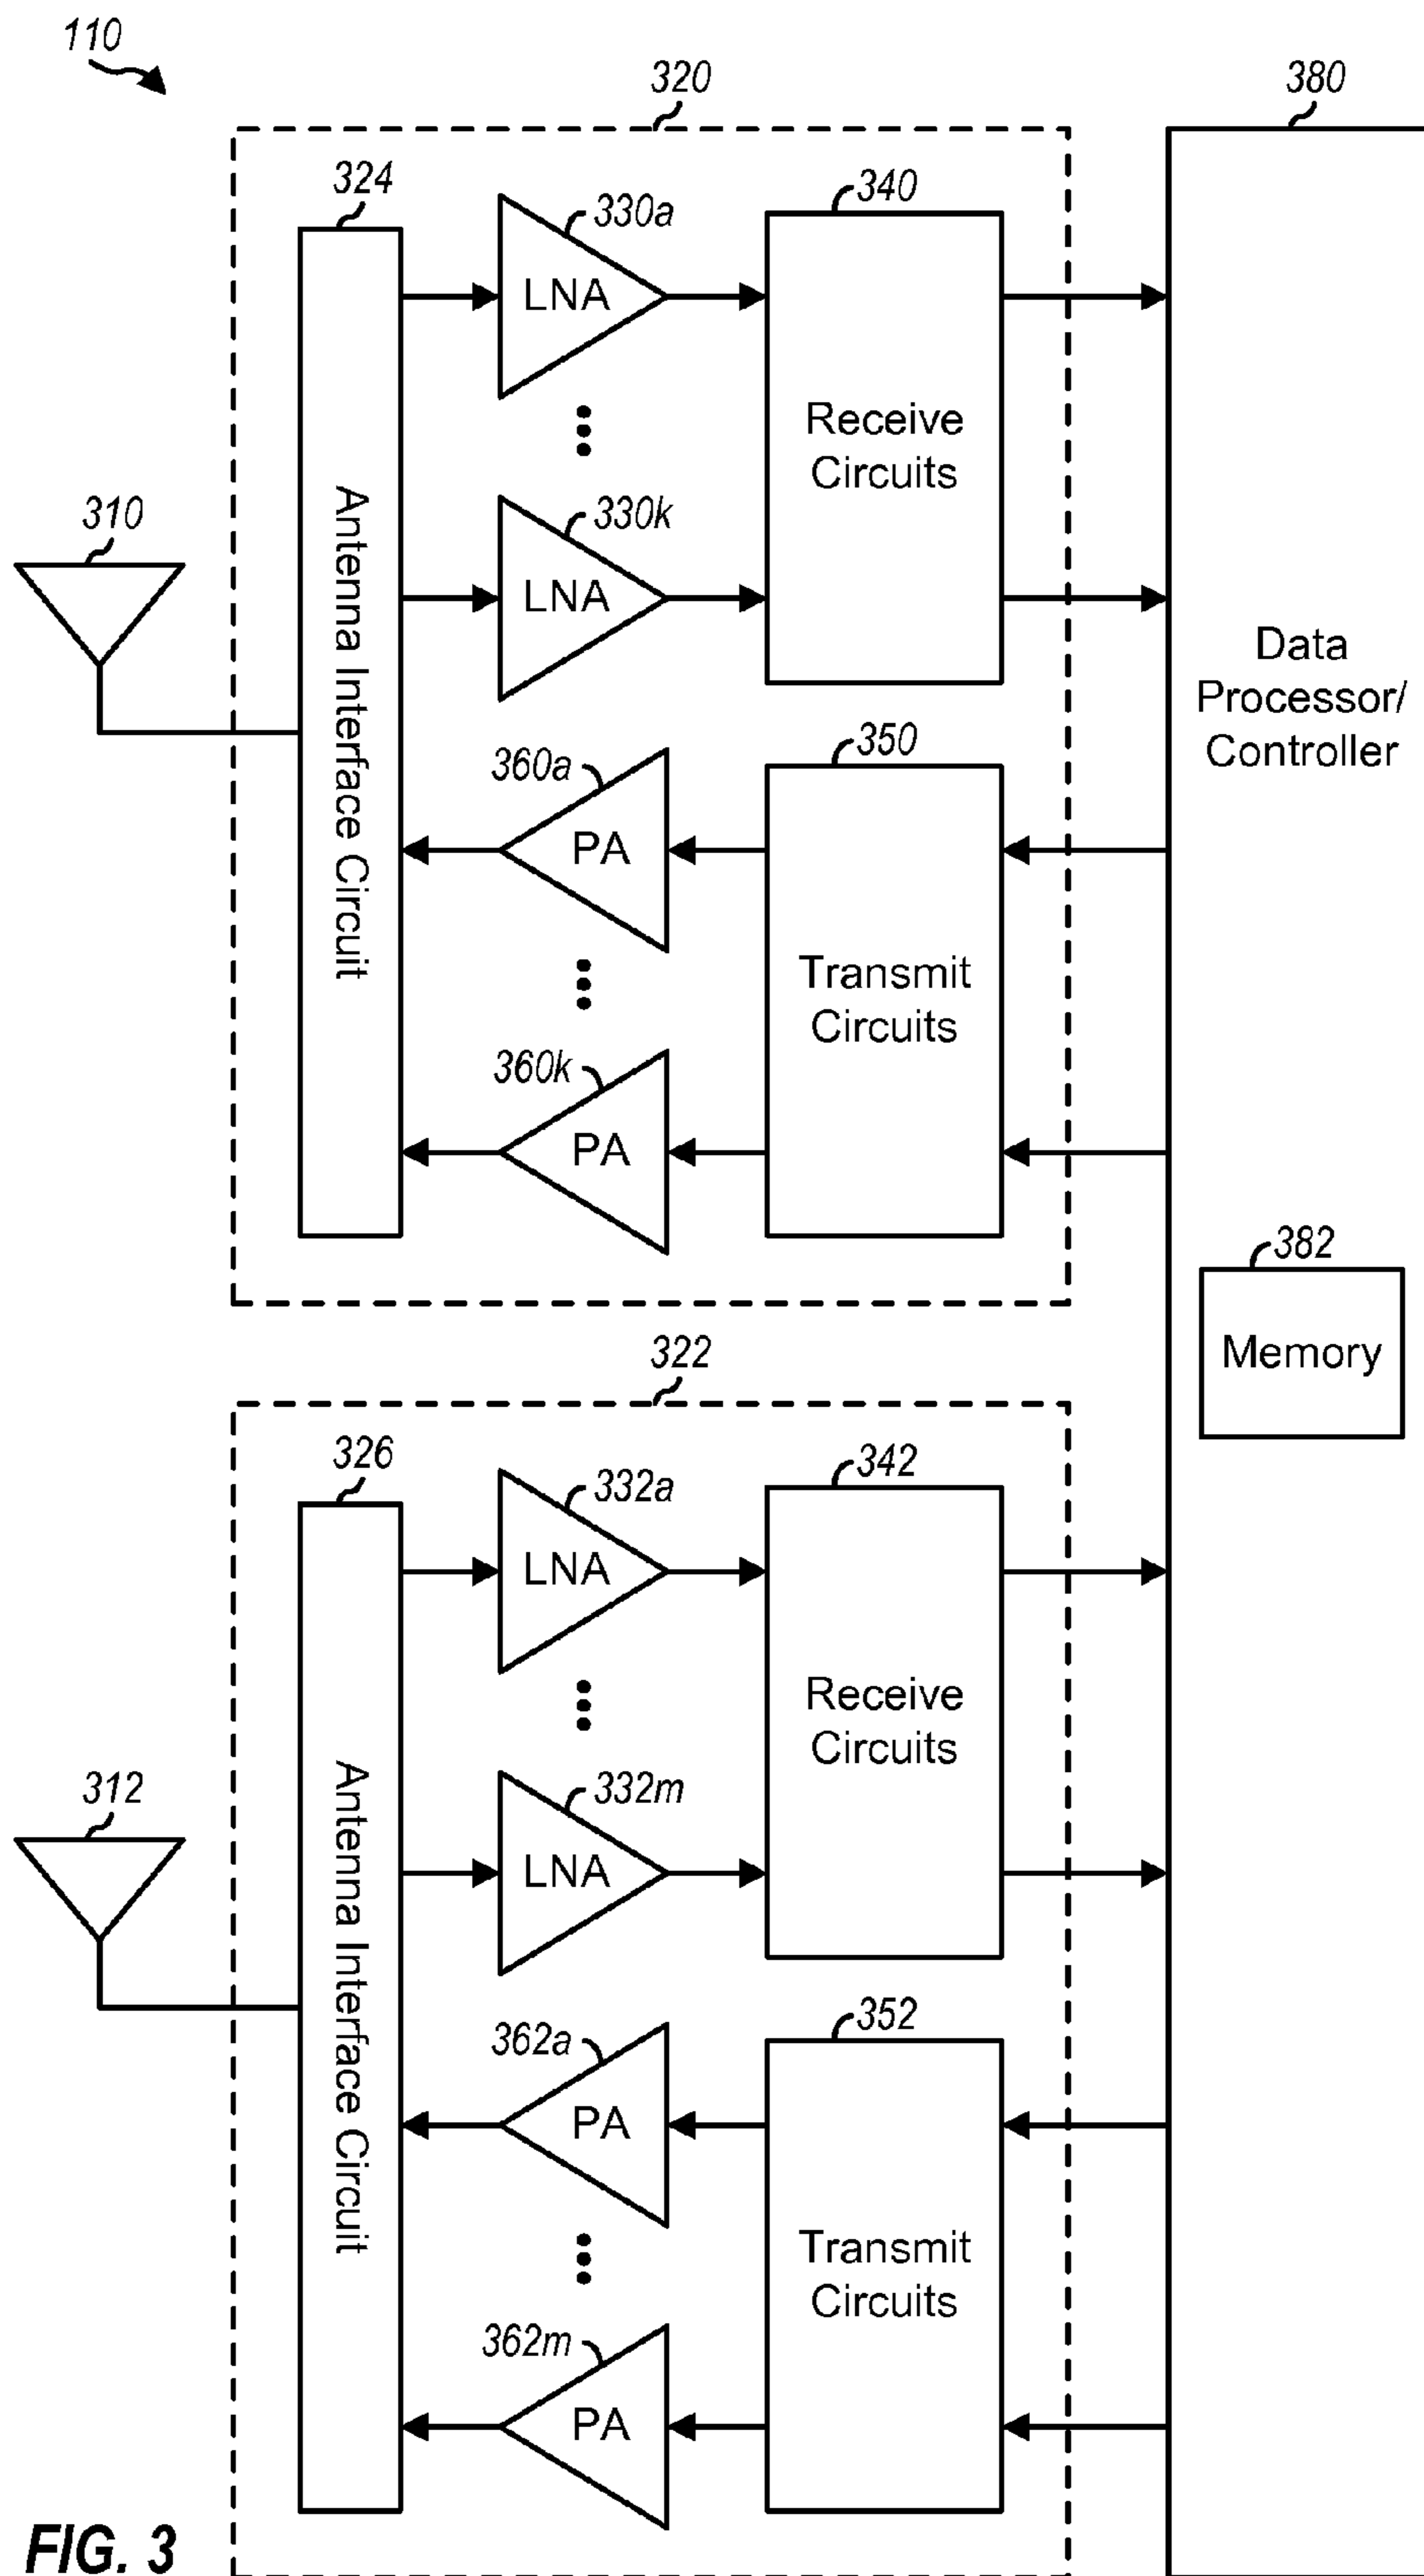 110
320
380
324
330a
LNA
340
Receive
Circuits
330k
LNA
310
Antenna Interface Circuit
Data
Processor/
Controller
360a
PA
350
Transmit
Circuits
360k
PA
382
Memory
322
326
332a
LNA
342
Receive
Circuits
332m
LNA
312
Antenna Interface Circuit
362a
PA
352
Transmit
Circuits
362m
PA
FIG. 3